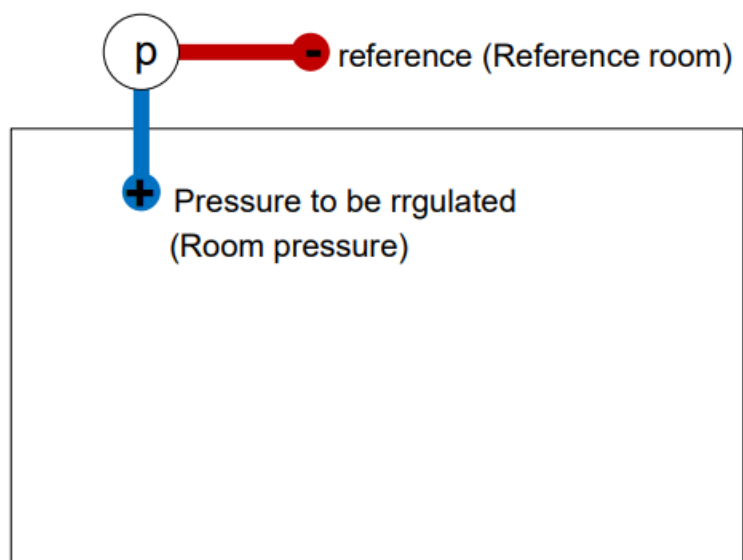 p
- reference (Reference room)
+ Pressure to be rrgulated
(Room pressure)